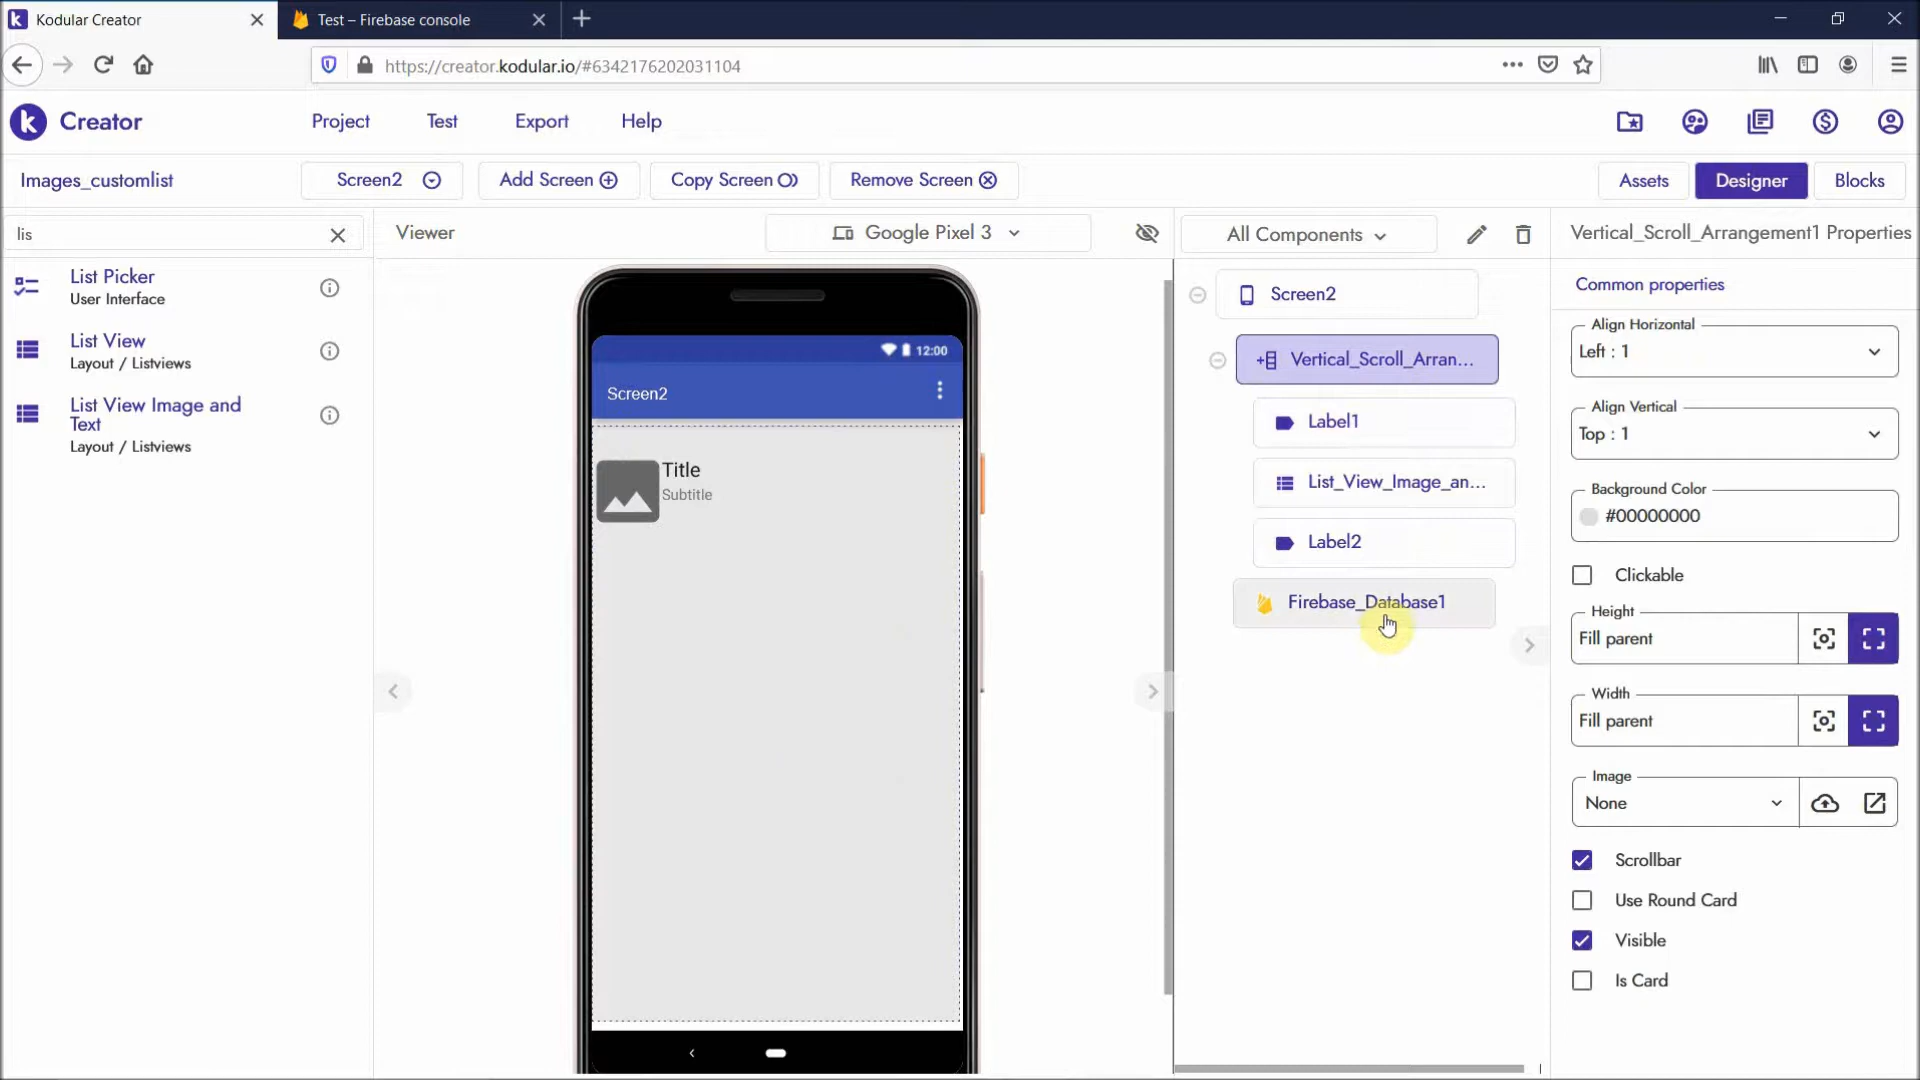 Kodular Creator
Test – Firebase console
https://creator.kodular.io/#6342176202031104
Creator
Project
Test
Export
Help
Images_customlist
Screen2
Add Screen
Copy Screen
Remove Screen
Assets
Designer
Blocks
lis
Viewer
Google Pixel 3
All Components
Vertical_Scroll_Arrangement1 Properties
List Picker
User Interface
List View
Layout / Listviews
List View Image and
Text
Layout / Listviews
12:00
Screen2
Title
Subtitle
Screen2
Vertical_Scroll_Arran...
Label1
List_View_Image_an...
Label2
Firebase_Database1
Common properties
Align Horizontal
Left : 1
Align Vertical
Top : 1
Background Color
#00000000
Clickable
Height
Fill parent
Width
Fill parent
Image
None
Scrollbar
Use Round Card
Visible
Is Card